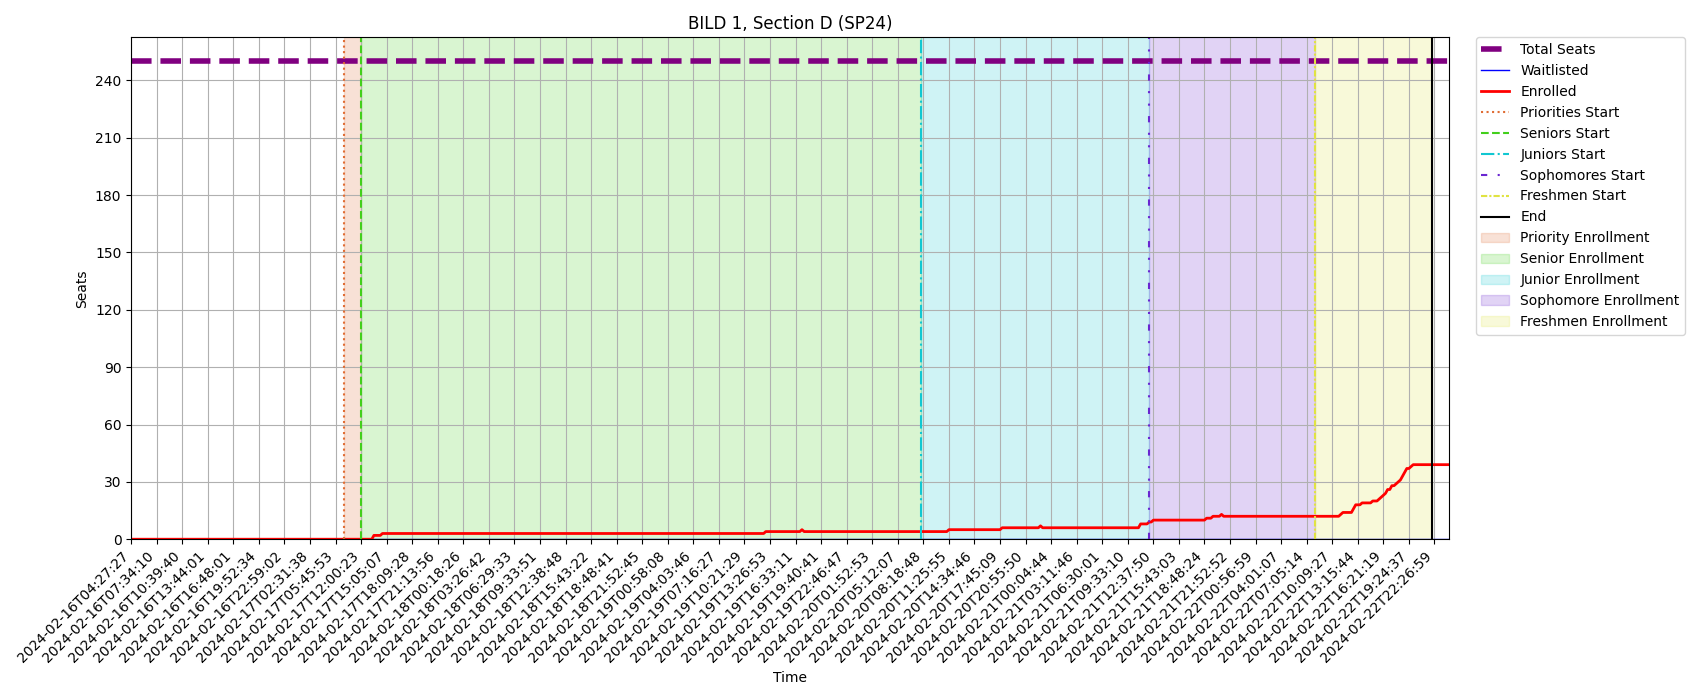 BILD 1, Section D (SP24)
Total Seats
Waitlisted
Enrolled
Priorities Start
Seniors Start
Juniors Start
Sophomores Start
Freshmen Start
End
Priority Enrollment
Senior Enrollment
Junior Enrollment
Sophomore Enrollment
Freshmen Enrollment
Seats
240
210
180
150
120
90
60
30
0
2024-02-16T04:27:27
2024-02-16T07:34:10
2024-02-16T10:39:40
2024-02-16T13:44:01
2024-02-16T16:48:01
2024-02-16T19:52:34
2024-02-16T22:59:02
2024-02-17T02:31:38
2024-02-17T05:45:53
2024-02-17T12:00:23
2024-02-17T15:05:07
2024-02-17T18:09:28
2024-02-17T21:13:56
2024-02-18T00:18:26
2024-02-18T03:26:42
2024-02-18T06:29:33
2024-02-18T09:33:51
2024-02-18T12:38:48
2024-02-18T15:43:22
2024-02-18T18:48:41
2024-02-18T21:52:45
2024-02-19T00:58:08
2024-02-19T04:03:46
2024-02-19T07:16:27
2024-02-19T10:21:29
2024-02-19T13:26:53
2024-02-19T16:33:11
2024-02-19T19:40:41
2024-02-19T22:46:47
2024-02-20T01:52:53
2024-02-20T05:12:07
2024-02-20T08:18:48
2024-02-20T11:25:55
2024-02-20T14:34:46
2024-02-20T17:45:09
2024-02-20T20:55:50
2024-02-21T00:04:44
2024-02-21T03:11:46
2024-02-21T06:30:01
2024-02-21T09:33:10
2024-02-21T12:37:50
2024-02-21T15:43:03
2024-02-21T18:48:24
2024-02-21T21:52:52
2024-02-22T00:56:59
2024-02-22T04:01:07
2024-02-22T07:05:14
2024-02-22T10:09:27
2024-02-22T13:15:44
2024-02-22T16:21:19
2024-02-22T19:24:37
2024-02-22T22:26:59
Time